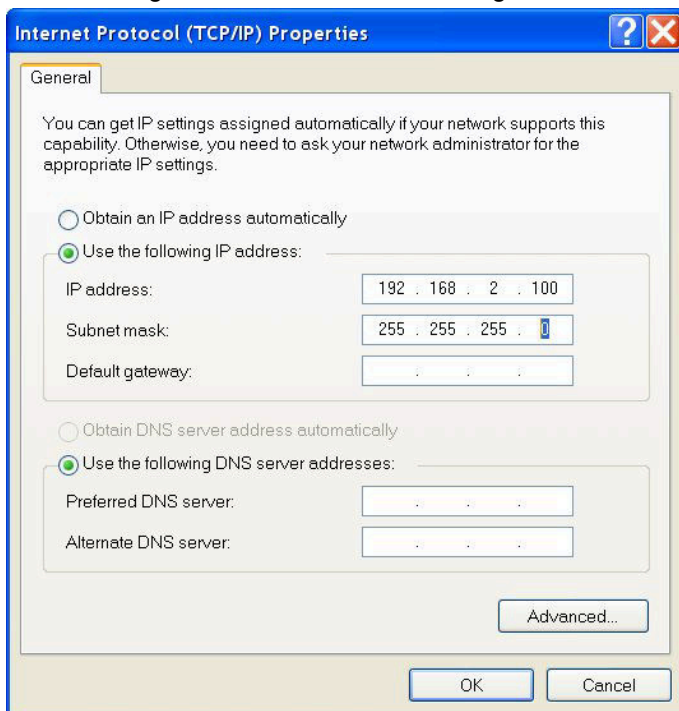 Internet Protocol (TCP/IP) Properties
General
You can get IP settings assigned automatically if your network supports this
capability. Otherwise, you need to ask your network administrator for the
appropriate IP settings.
Obtain an IP address automatically
Use the following IP address:
IP address: 192 . 168 . 2 . 100
Subnet mask: 255 . 255 . 255 . 0
Default gateway: . . .
Obtain DNS server address automatically
Use the following DNS server addresses:
Preferred DNS server: . . .
Alternate DNS server: . . .
Advanced...
OK Cancel